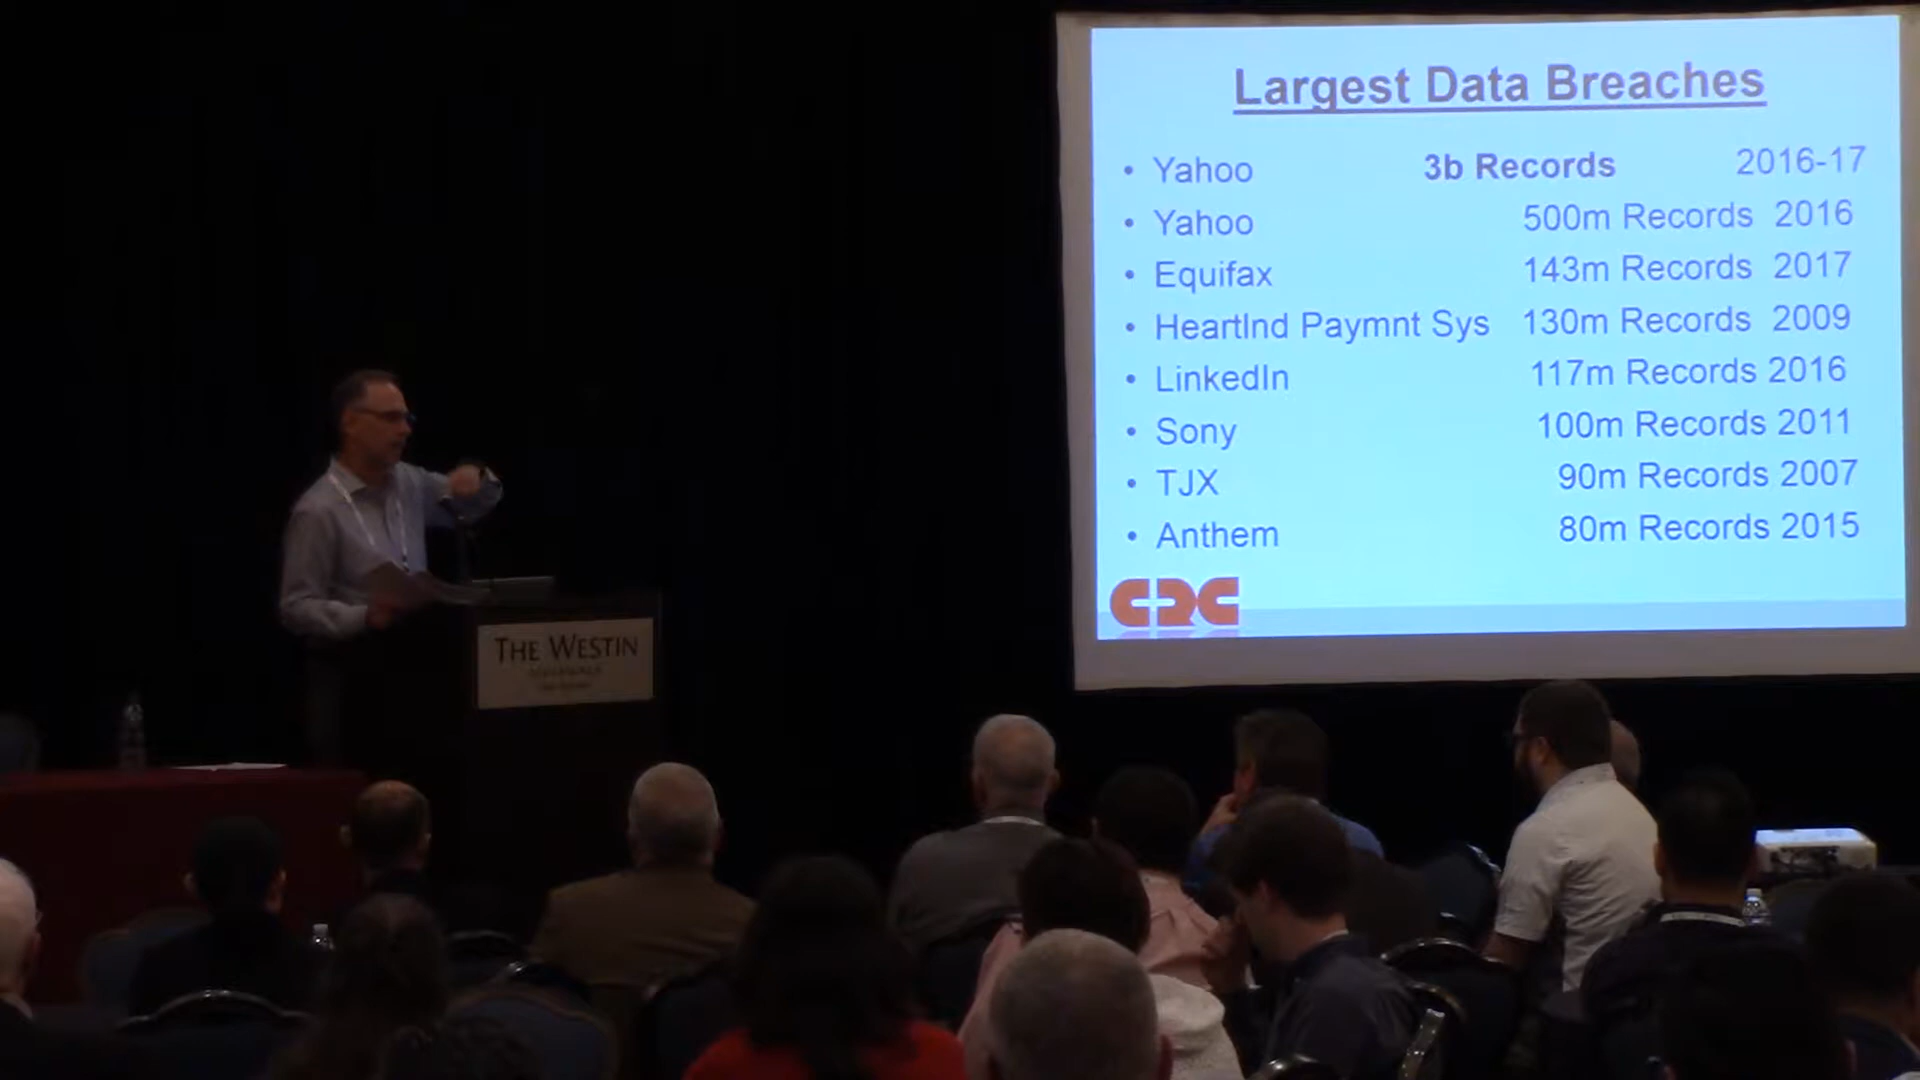 Largest Data Breaches
• Yahoo 3b Records 2016-17
• Yahoo 500m Records 2016
• Equifax 143m Records 2017
• Heartlnd Paymnt Sys 130m Records 2009
• LinkedIn 117m Records 2016
• Sony 100m Records 2011
• TJX 90m Records 2007
• Anthem 80m Records 2015
CRC
THE WESTIN